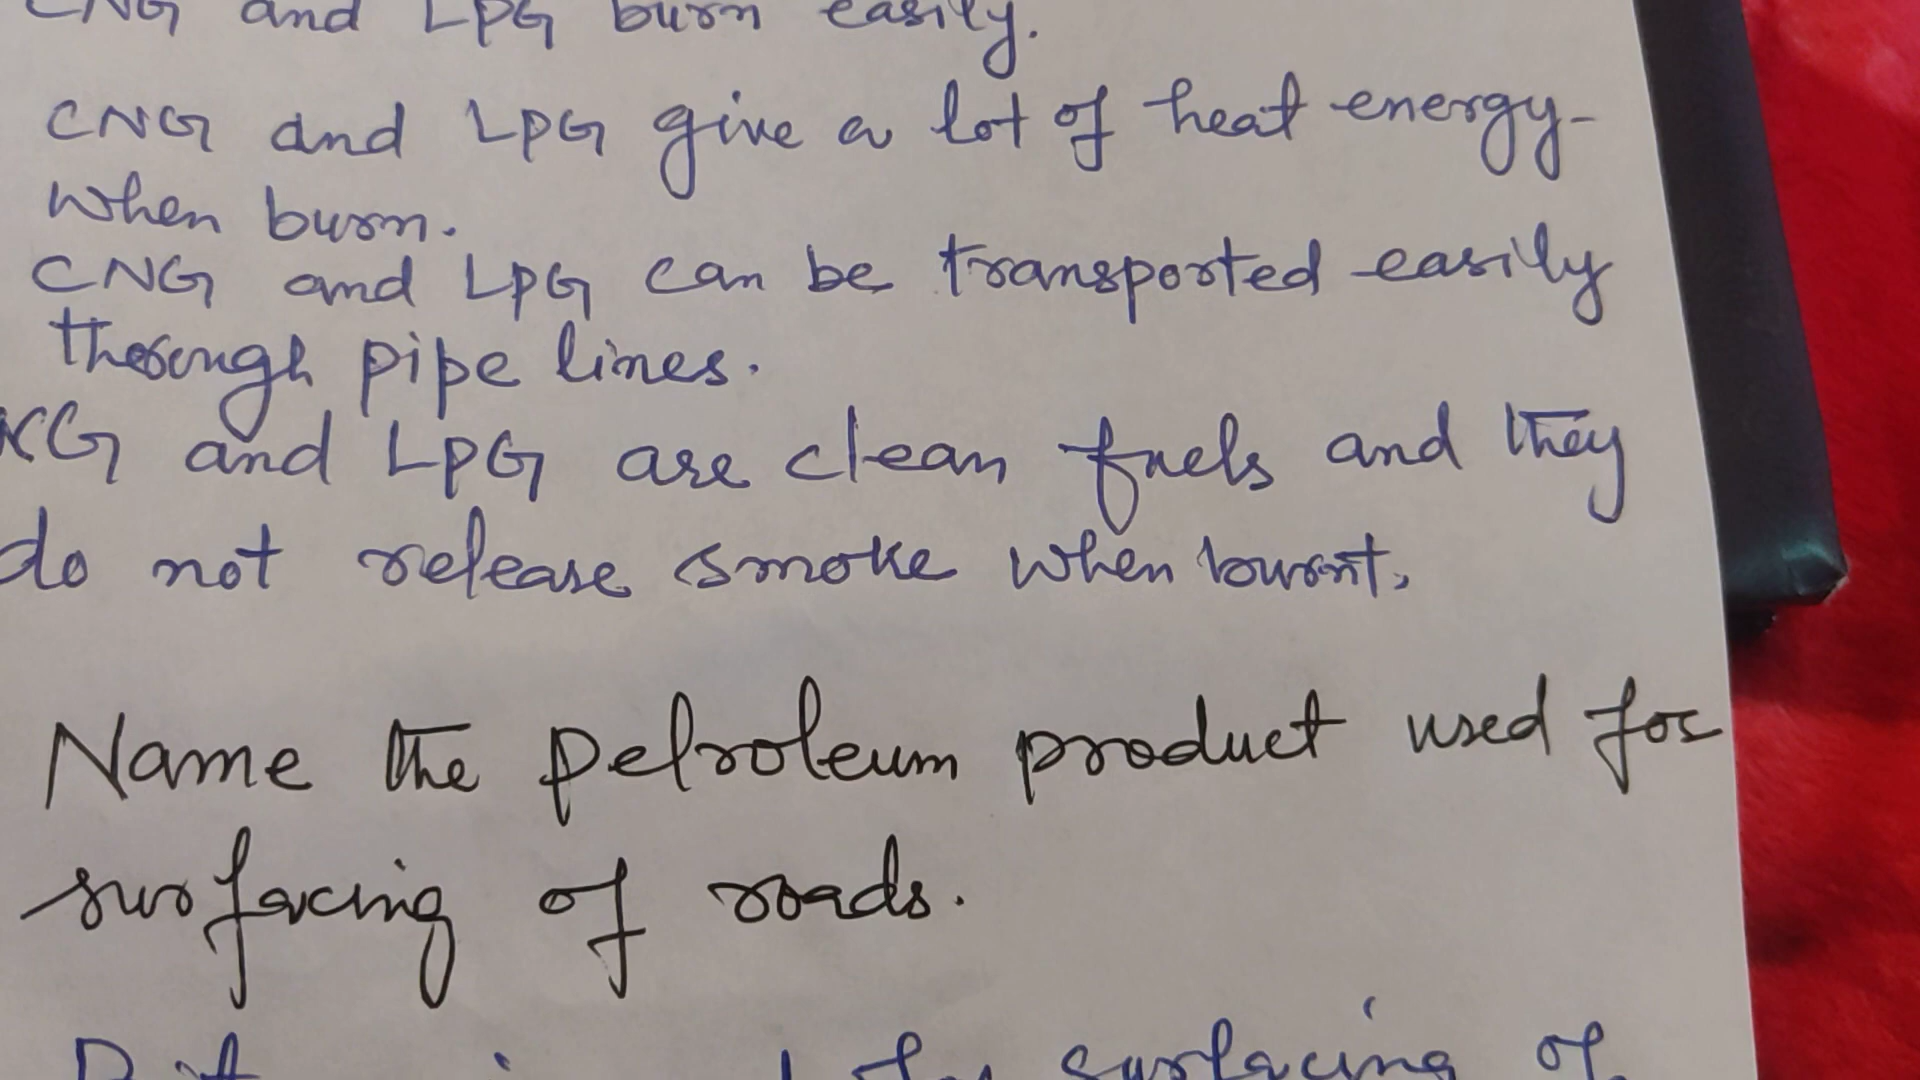 CNG and LPG burn easily.
CNG and LPG give a lot of heat energy-
when burn.
CNG and LPG can be transported easily
through pipe lines.
and LPG are clean fuels and they
do not release smoke when burnt.
Name the petroleum product used for
surfacing of roads.
surfacing of